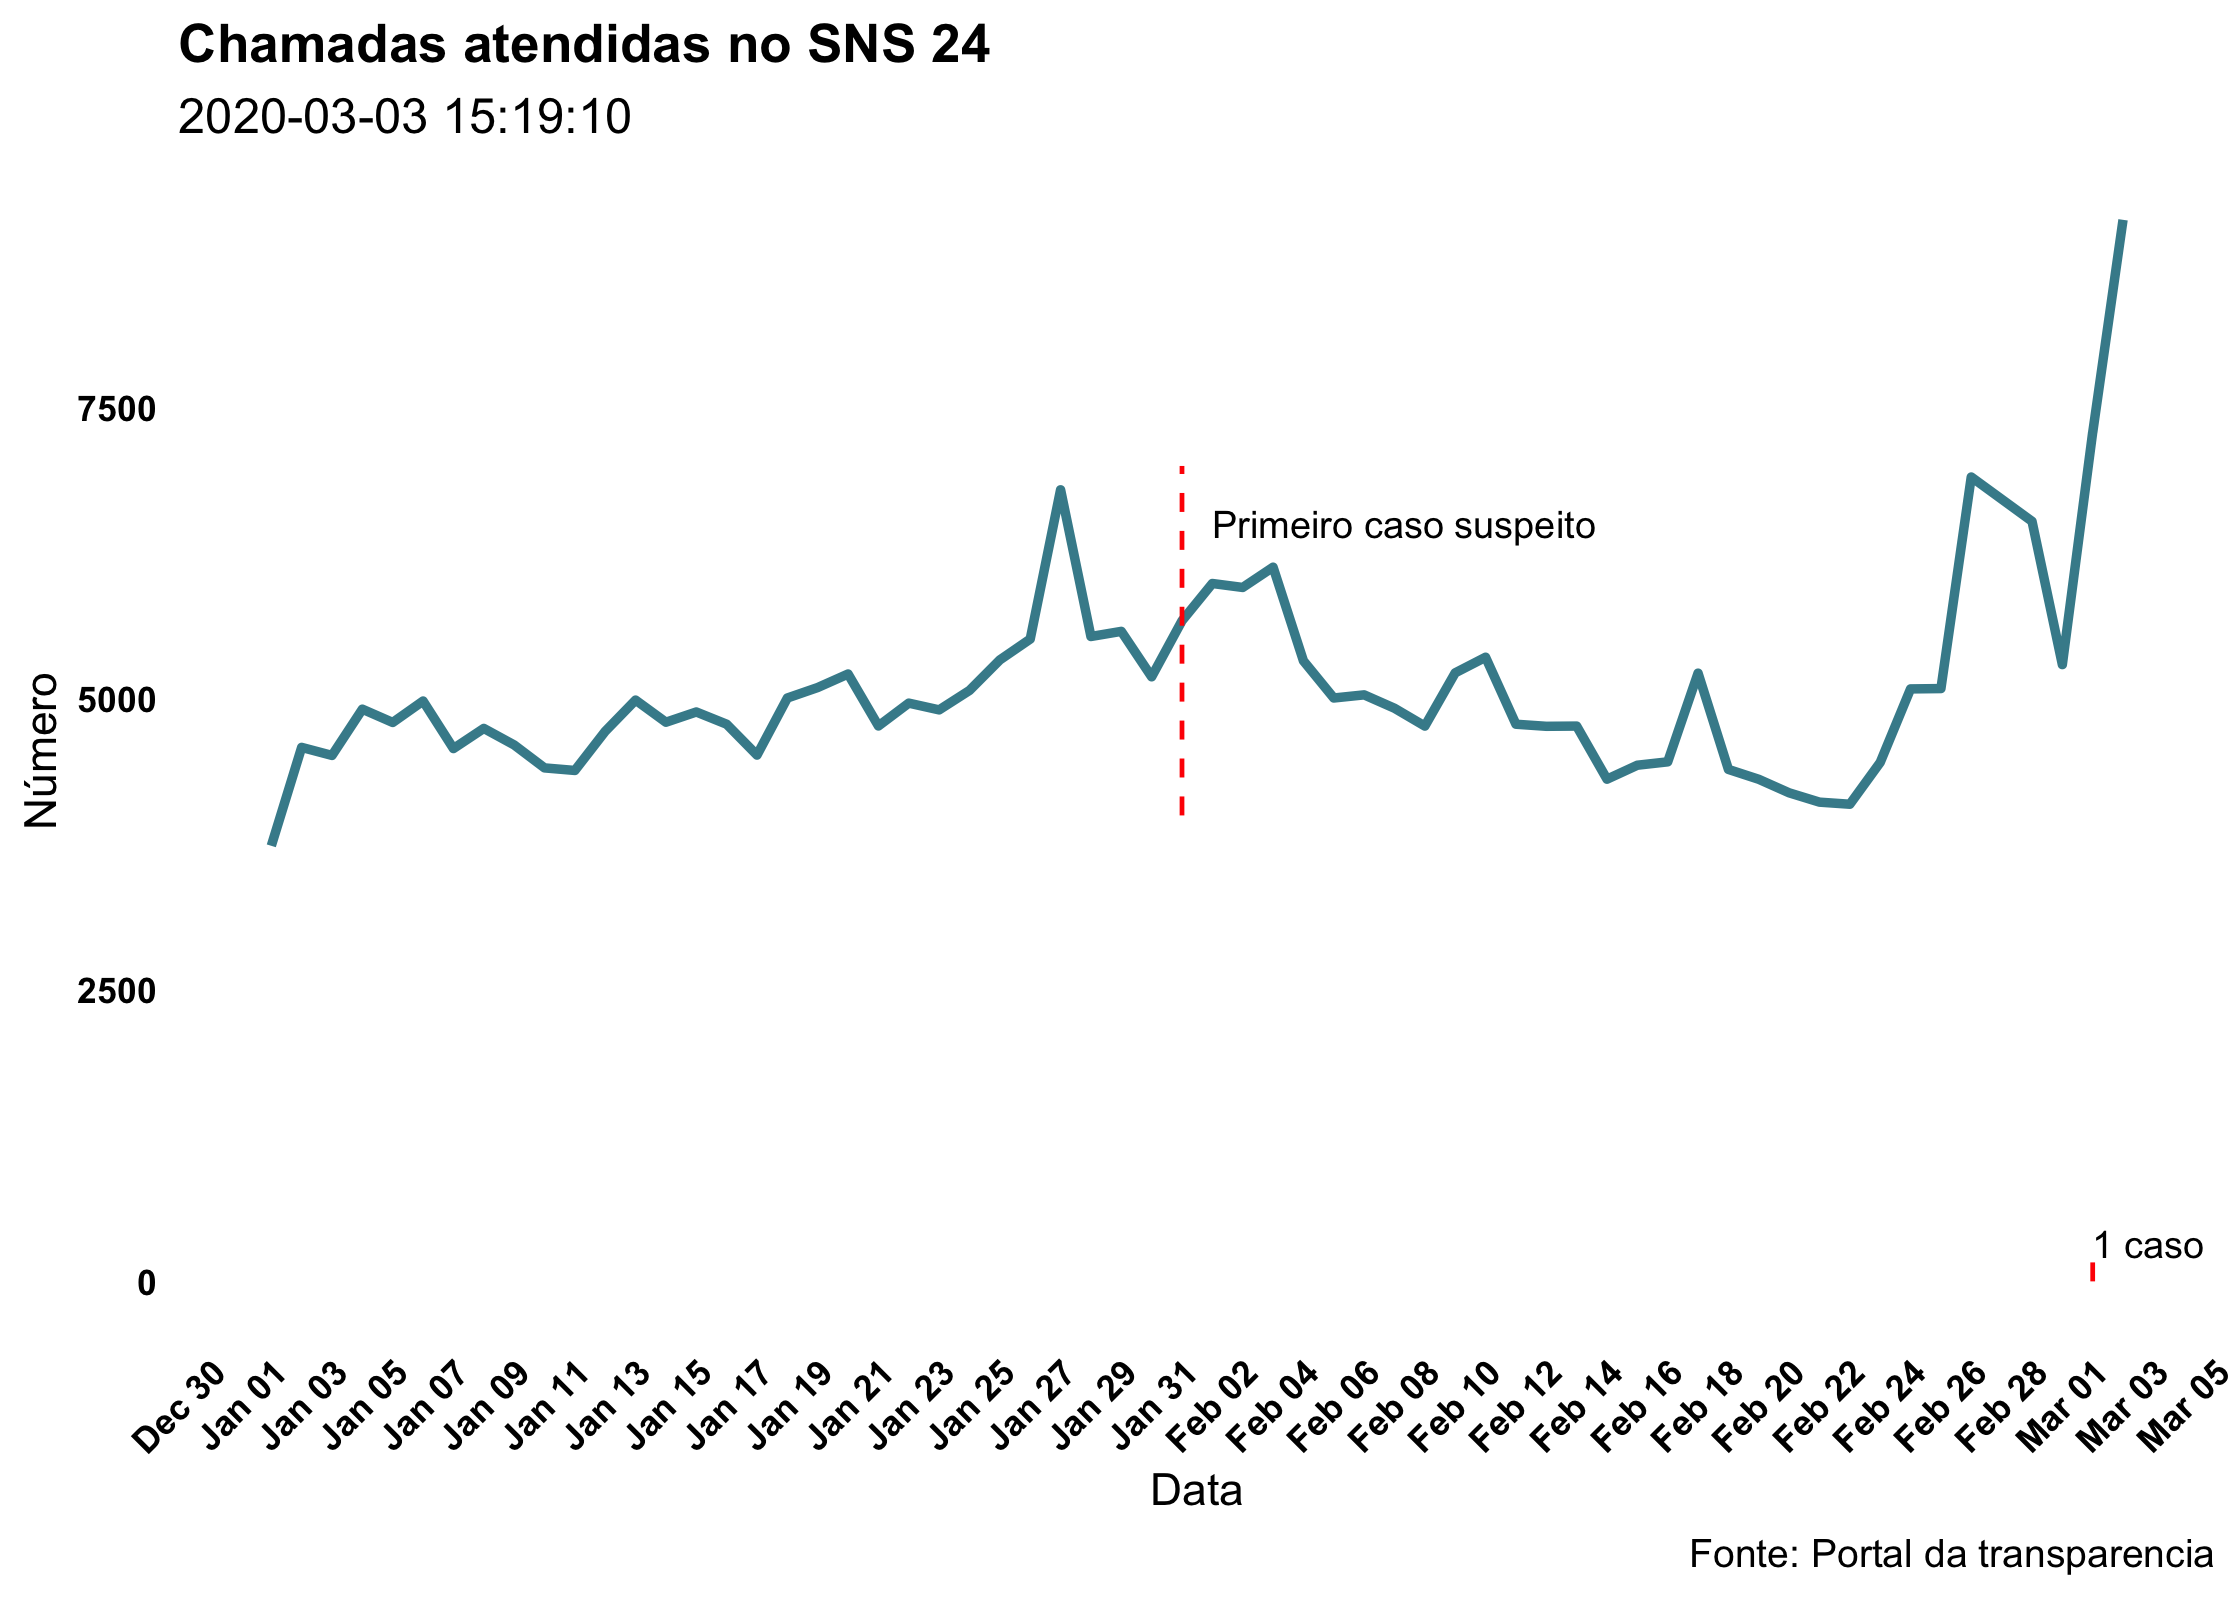 Chamadas atendidas no SNS 24
2020-03-03 15:19:10
7500
5000
2500
0
Número
Primeiro caso suspeito
1 caso
Dec 30
Jan 01
Jan 03
Jan 05
Jan 07
Jan 09
Jan 11
Jan 13
Jan 15
Jan 17
Jan 19
Jan 21
Jan 23
Jan 25
Jan 27
Jan 29
Jan 31
Feb 02
Feb 04
Feb 06
Feb 08
Feb 10
Feb 12
Feb 14
Feb 16
Feb 18
Feb 20
Feb 22
Feb 24
Feb 26
Feb 28
Mar 01
Mar 03
Mar 05
Data
Fonte: Portal da transparencia